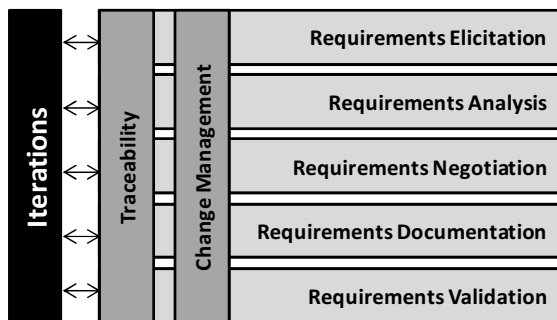 Iterations
Traceability
Change Management
Requirements Elicitation
Requirements Analysis
Requirements Negotiation
Requirements Documentation
Requirements Validation